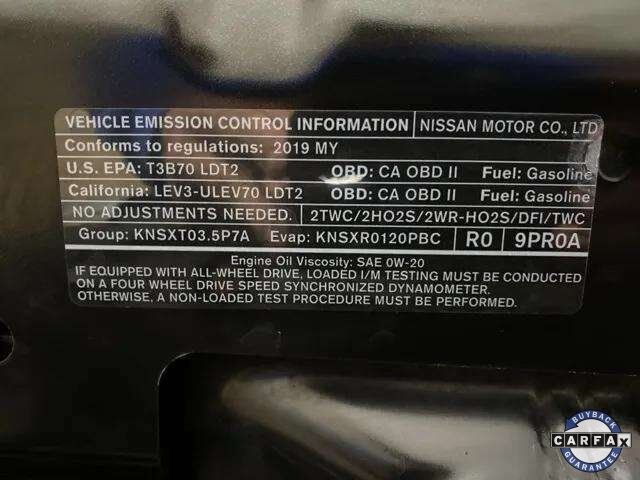 VEHICLE EMISSION CONTROL INFORMATION NISSAN MOTOR CO., LTD
Conforms to regulations: 2019 MY
U.S. EPA: T3B70 LDT2 OBD: CA OBD II Fuel: Gasoline
California: LEV3-ULEV70 LDT2 OBD: CA OBD II Fuel: Gasoline
NO ADJUSTMENTS NEEDED. 2TWC/2HO2S/2WR-HO2S/DFI/TWC
Group: KNSXT03.5P7A Evap: KNSXR0120PBC R0 9PR0A
Engine Oil Viscosity: SAE 0W-20
IF EQUIPPED WITH ALL-WHEEL DRIVE, LOADED I/M TESTING MUST BE CONDUCTED
ON A FOUR WHEEL DRIVE SPEED SYNCHRONIZED DYNAMOMETER.
OTHERWISE, A NON-LOADED TEST PROCEDURE MUST BE PERFORMED.
BUYBACK
CARFAX
GUARANTEE